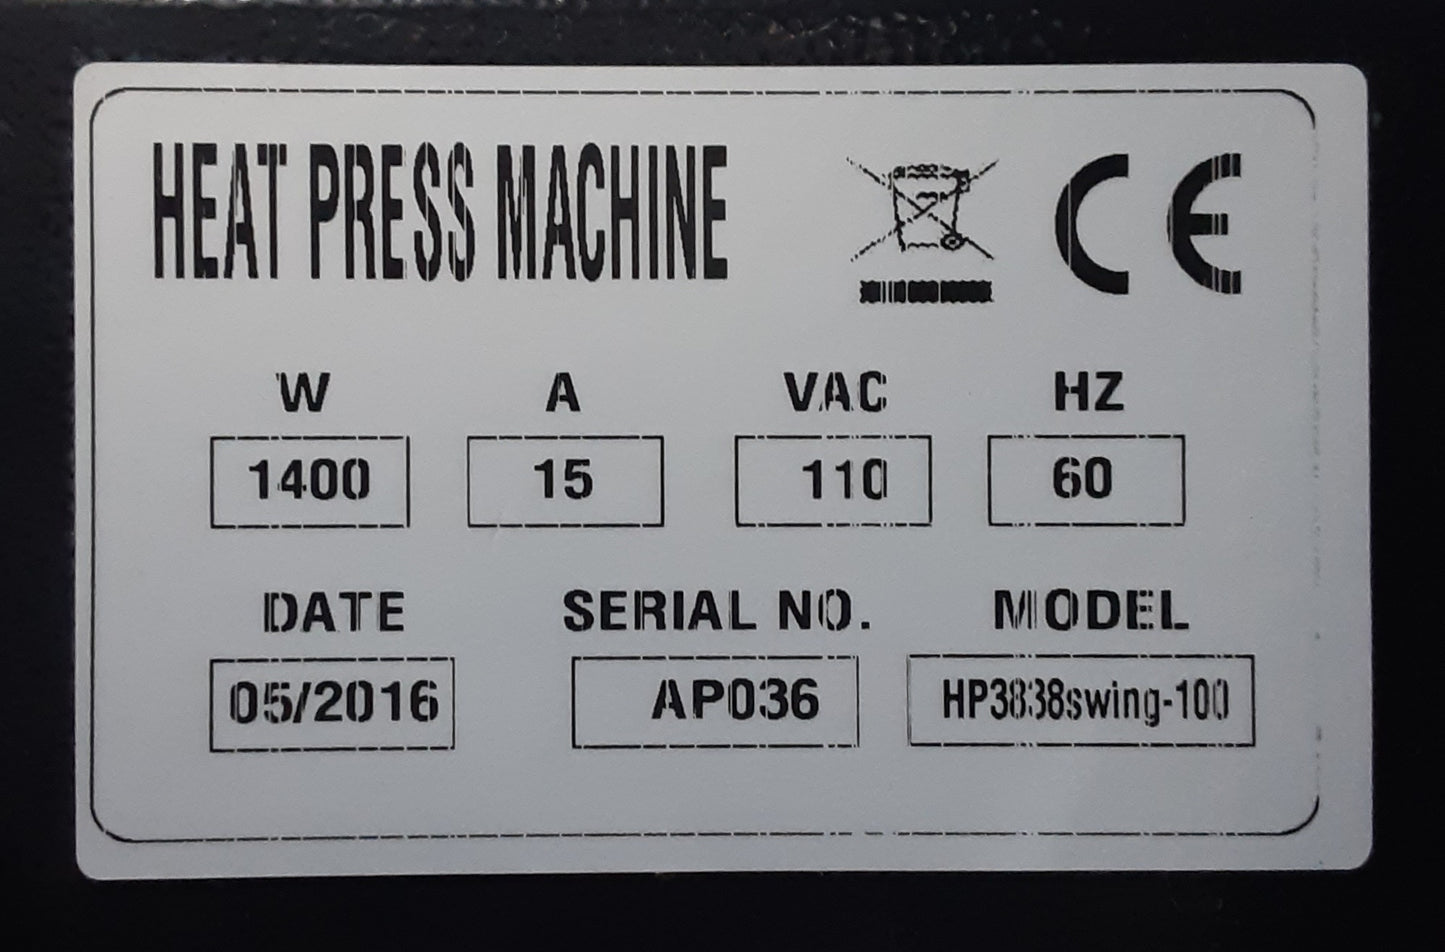 HEAT PRESS MACHINE CE
W A VAC HZ
1400 15 110 60
DATE SERIAL NO. MODEL
05/2016 AP036 HP3838swing-100